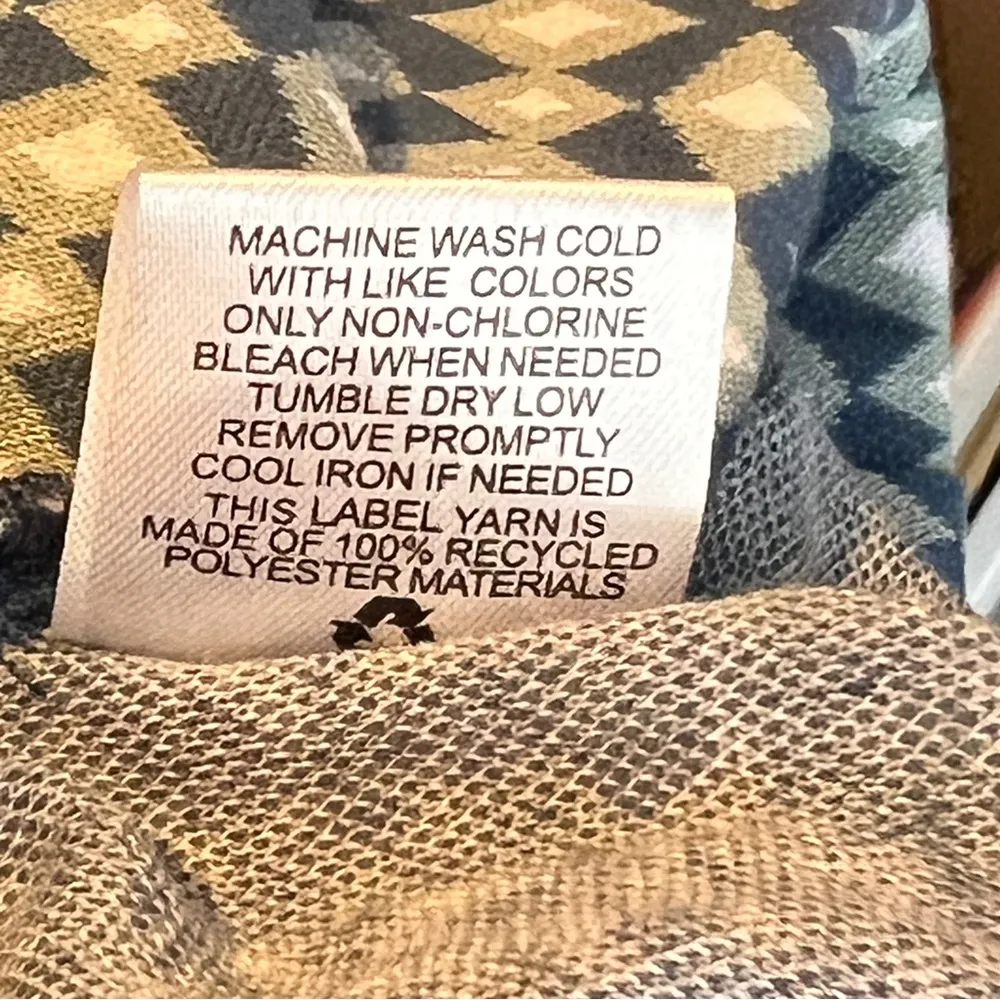 MACHINE WASH COLD
WITH LIKE COLORS
ONLY NON-CHLORINE
BLEACH WHEN NEEDED
TUMBLE DRY LOW
REMOVE PROMPTLY
COOL IRON IF NEEDED
THIS LABEL YARN IS
MADE OF 100% RECYCLED
POLYESTER MATERIALS